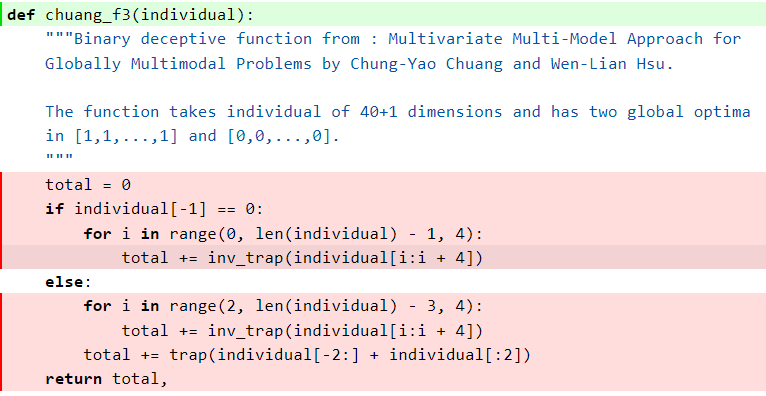 def chuang_f3(individual):
    """Binary deceptive function from : Multivariate Multi-Model Approach for
    Globally Multimodal Problems by Chung-Yao Chuang and Wen-Lian Hsu.

    The function takes individual of 40+1 dimensions and has two global optima
    in [1,1,...,1] and [0,0,...,0].
    """
    total = 0
    if individual[-1] == 0:
        for i in range(0, len(individual) - 1, 4):
            total += inv_trap(individual[i:i + 4])
    else:
        for i in range(2, len(individual) - 3, 4):
            total += inv_trap(individual[i:i + 4])
        total += trap(individual[-2:] + individual[:2])
    return total,